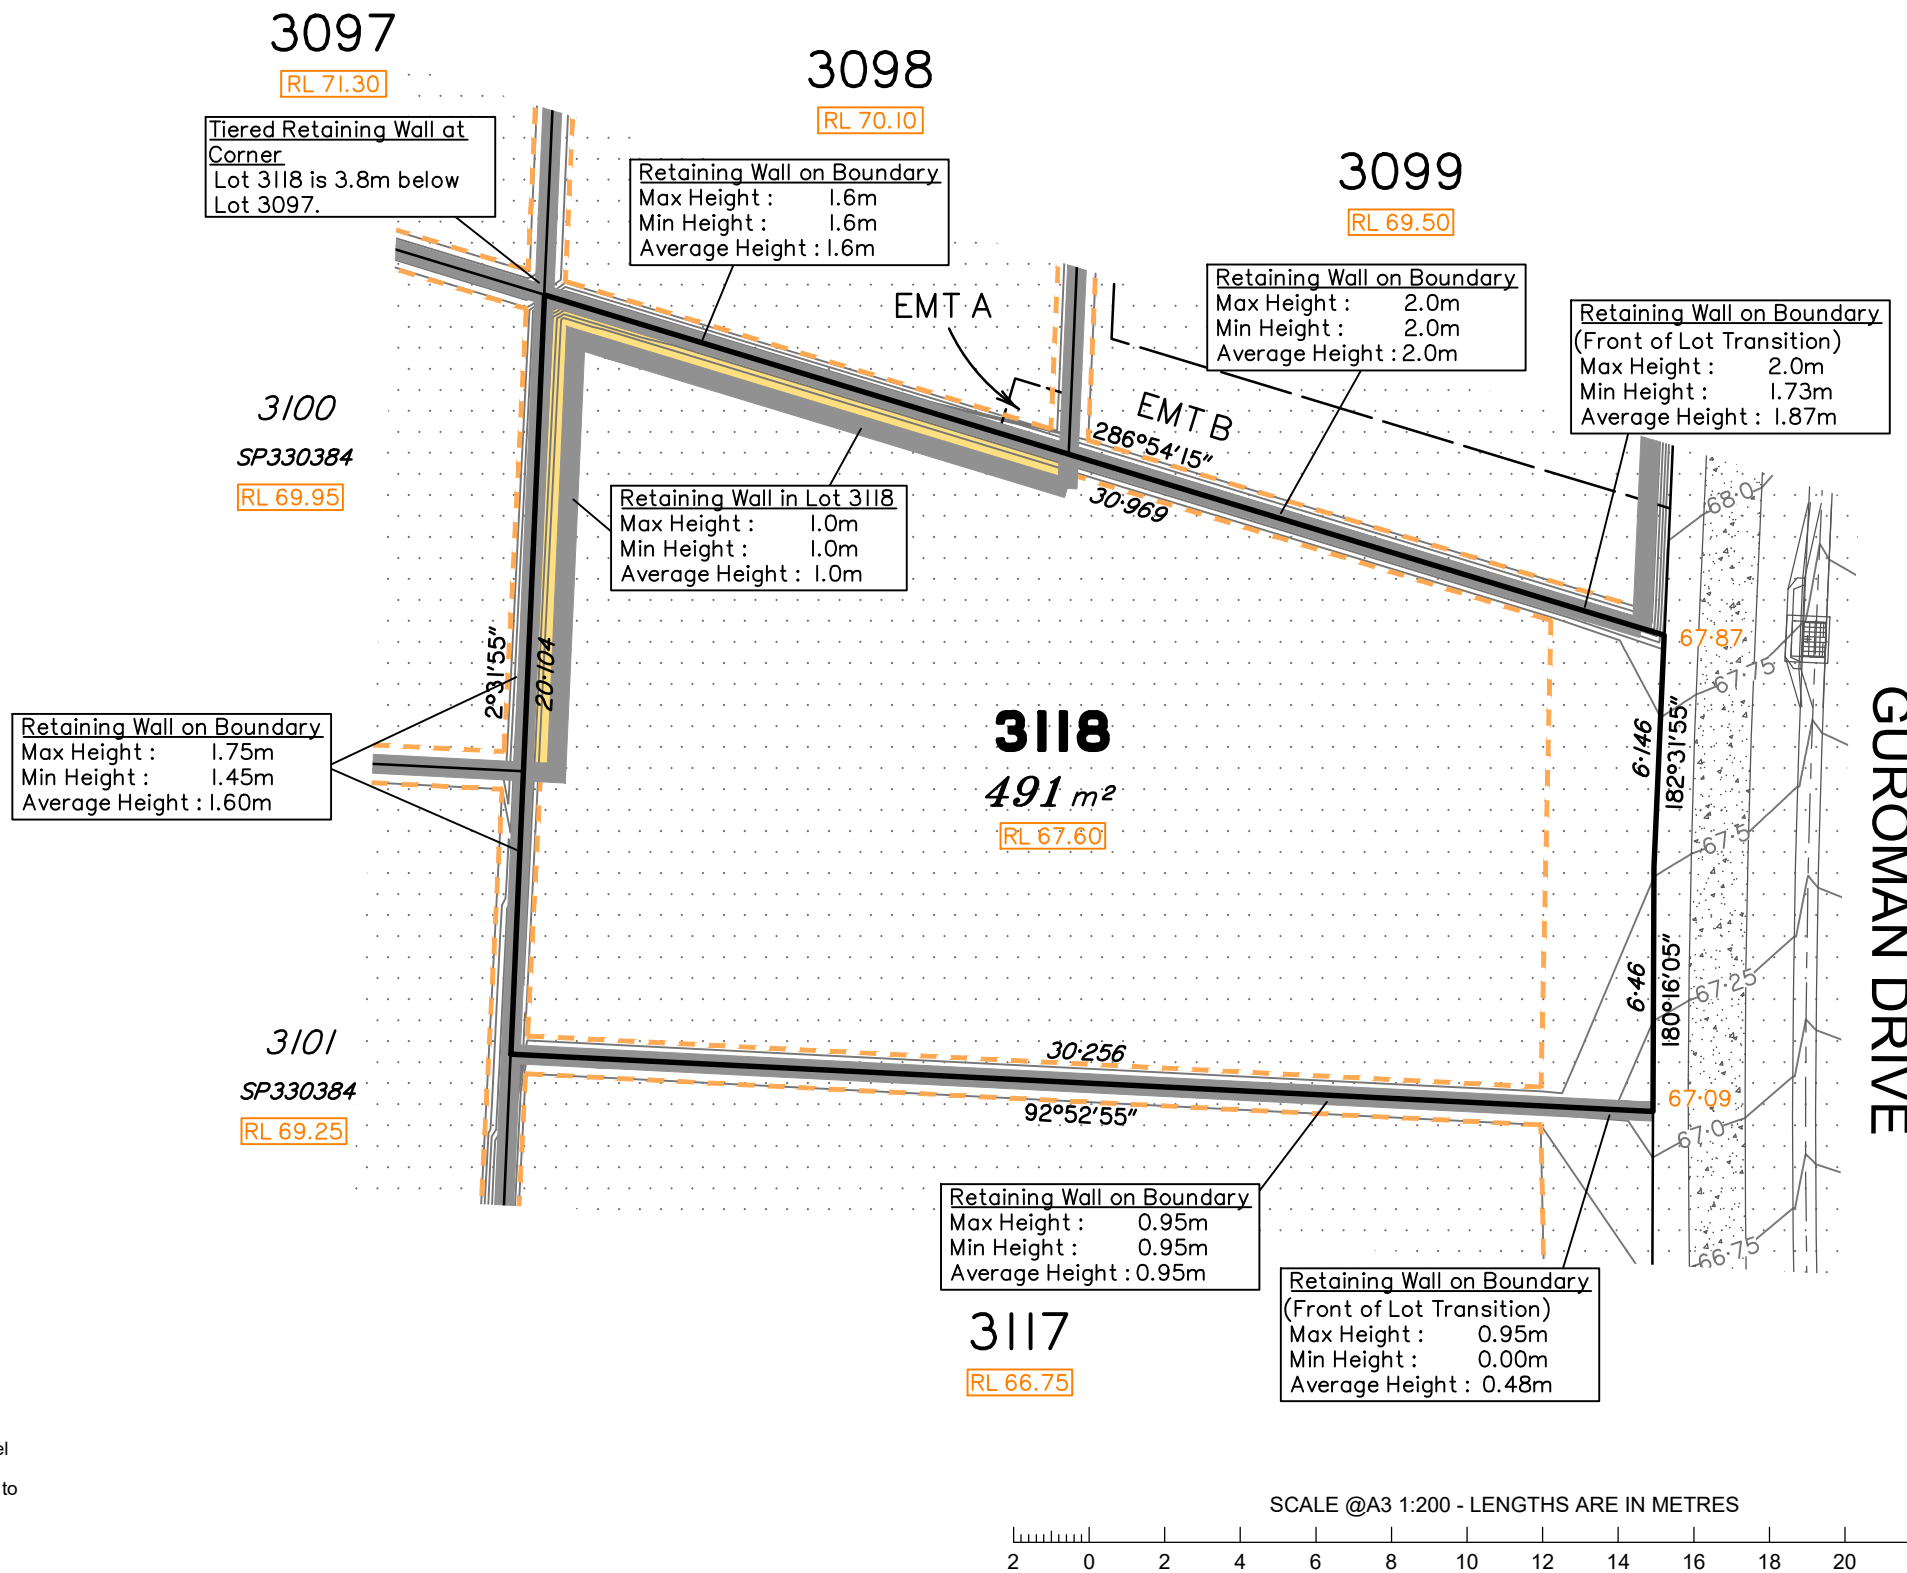 3097
RL 71.30
3098
RL 70.10
3099
RL 69.50
Tiered Retaining Wall at
Corner
Lot 3118 is 3.8m below
Lot 3097.
Retaining Wall on Boundary
Max Height : 1.6m
Min Height : 1.6m
Average Height : 1.6m
EMT A
EMT B
286°54'15"
30·969
Retaining Wall on Boundary
Max Height : 2.0m
Min Height : 2.0m
Average Height : 2.0m
Retaining Wall on Boundary
(Front of Lot Transition)
Max Height : 2.0m
Min Height : 1.73m
Average Height : 1.87m
3100
SP330384
RL 69.95
Retaining Wall in Lot 3118
Max Height : 1.0m
Min Height : 1.0m
Average Height : 1.0m
2°31'55"
20·104
Retaining Wall on Boundary
Max Height : 1.75m
Min Height : 1.45m
Average Height : 1.60m
3118
491 m²
RL 67.60
68·0
67·87
67·75
6·146
182°31'55"
67·5
6·46
180°16'05"
67·25
67·09
67·0
66·75
GUROMAN DRIVE
3101
SP330384
RL 69.25
30·256
92°52'55"
Retaining Wall on Boundary
Max Height : 0.95m
Min Height : 0.95m
Average Height : 0.95m
Retaining Wall on Boundary
(Front of Lot Transition)
Max Height : 0.95m
Min Height : 0.00m
Average Height : 0.48m
3117
RL 66.75
el
to
SCALE @A3 1:200 - LENGTHS ARE IN METRES
2 0 2 4 6 8 10 12 14 16 18 20